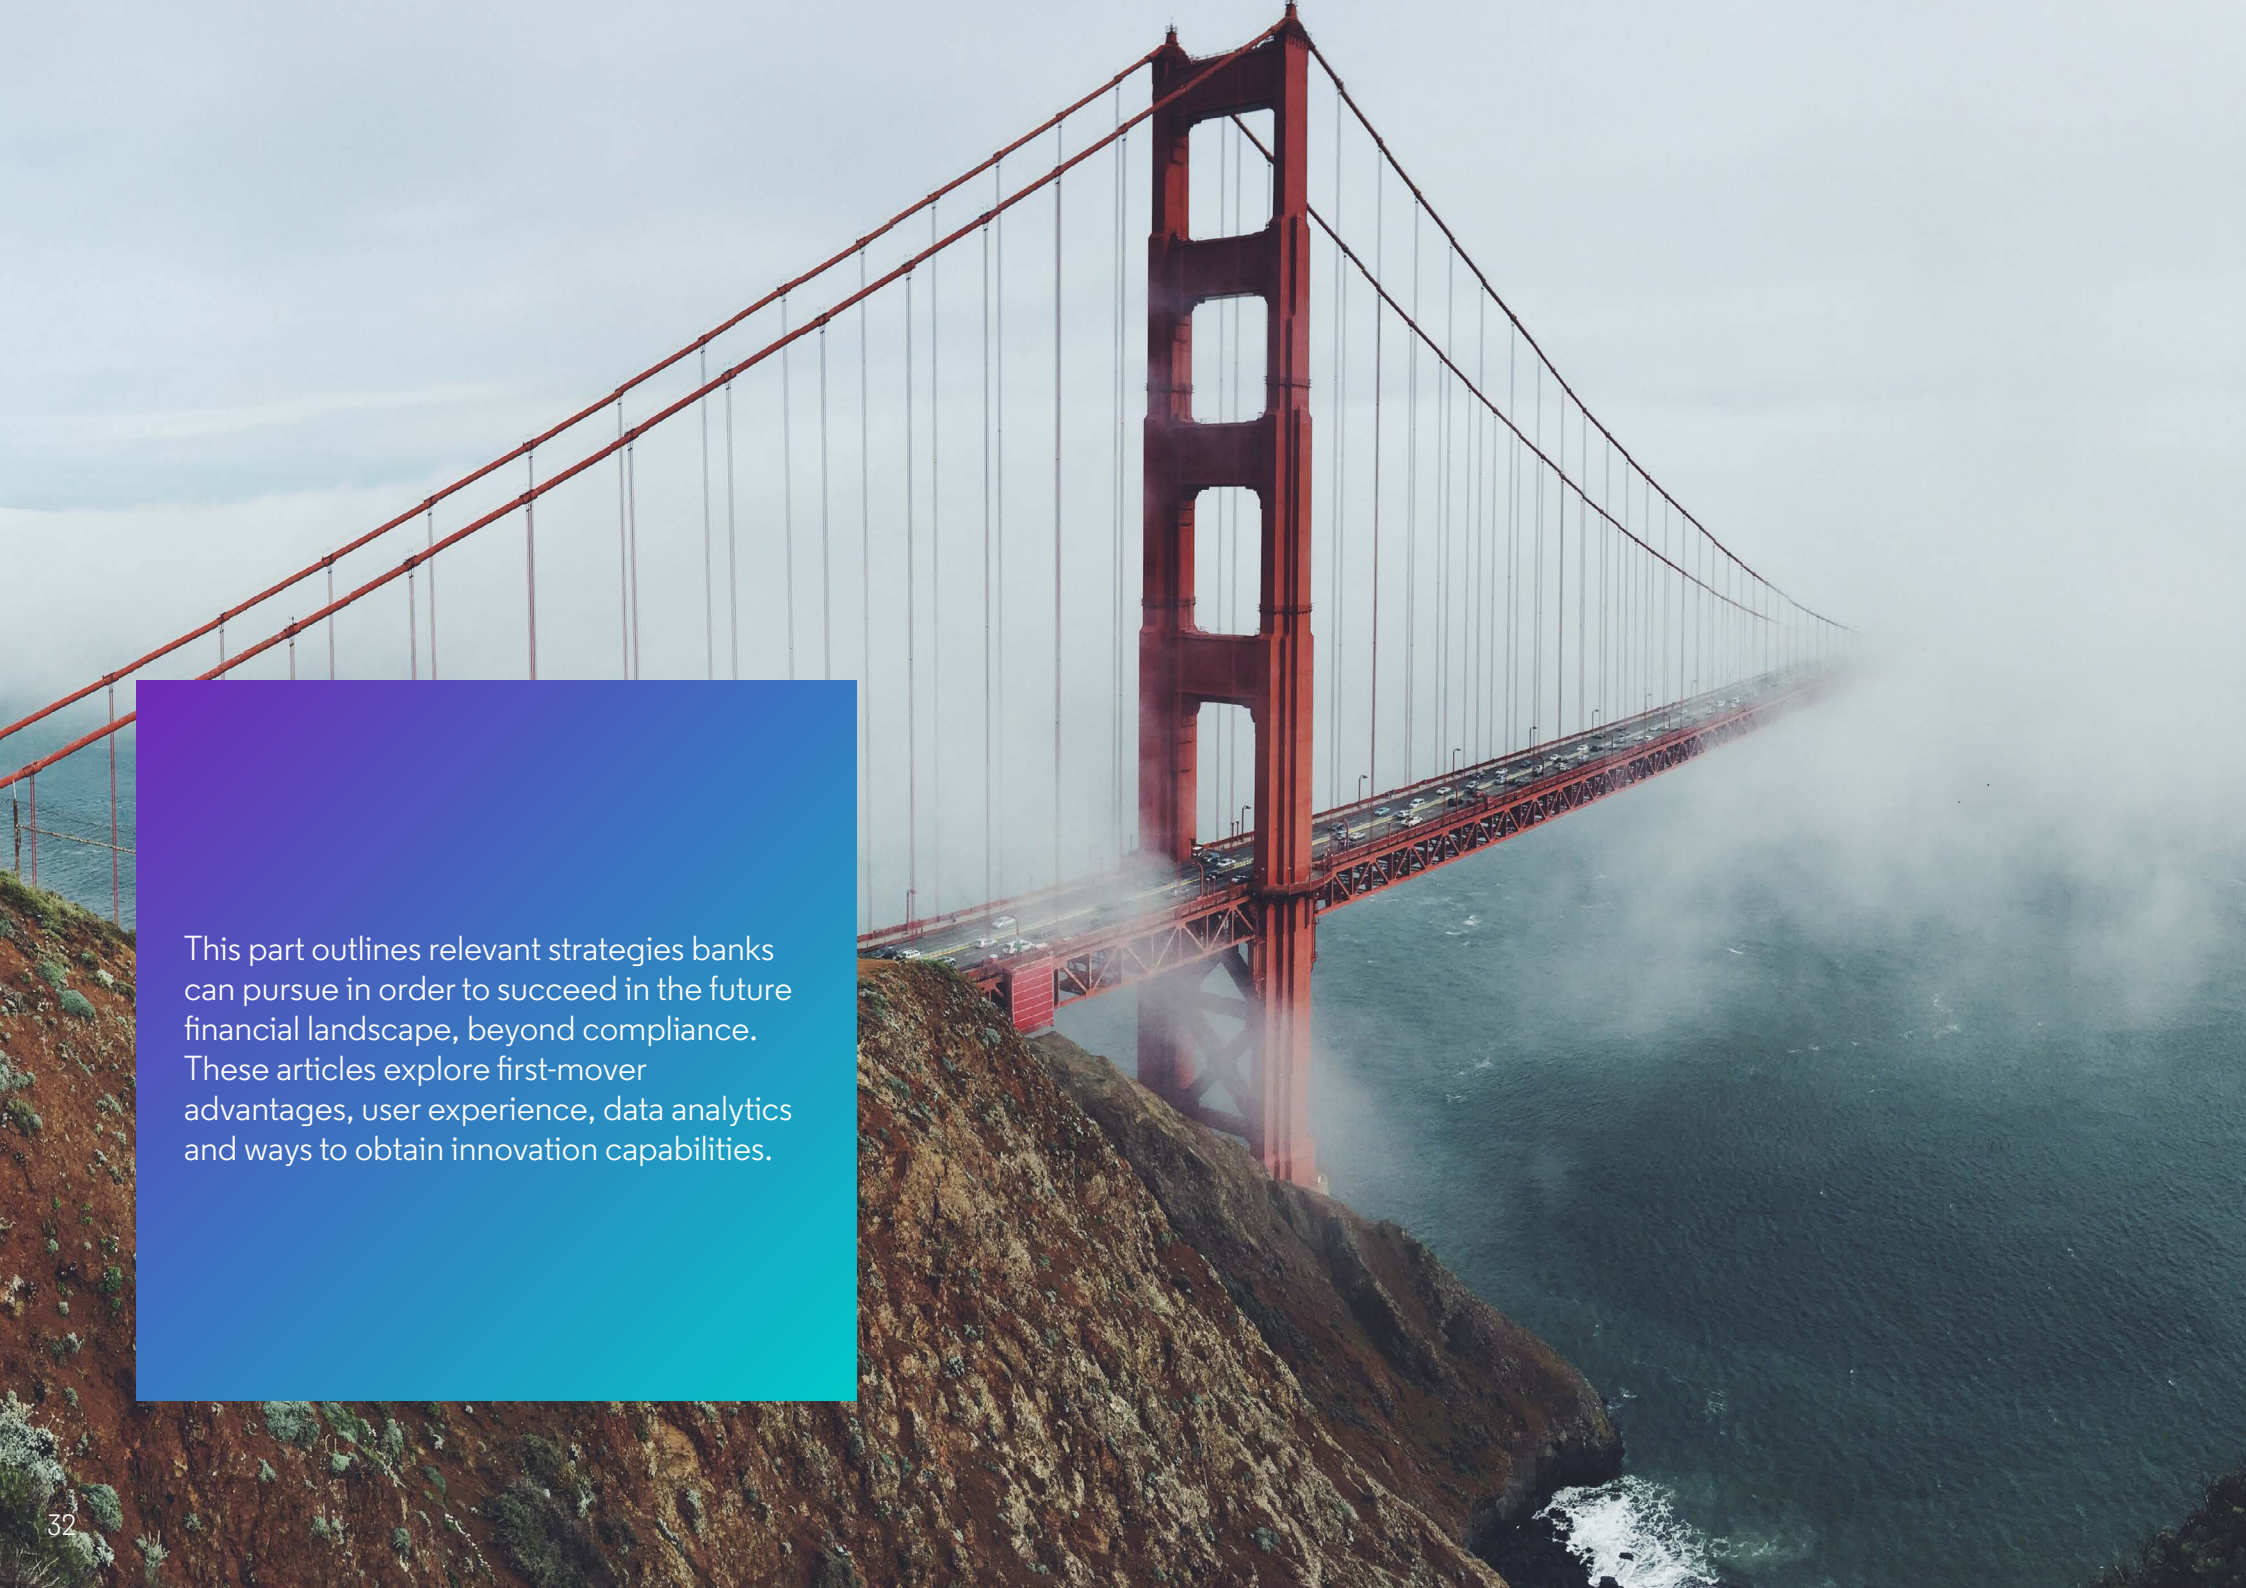 This part outlines relevant strategies banks
can pursue in order to succeed in the future
financial landscape, beyond compliance.
These articles explore first-mover
advantages, user experience, data analytics
and ways to obtain innovation capabilities.
32